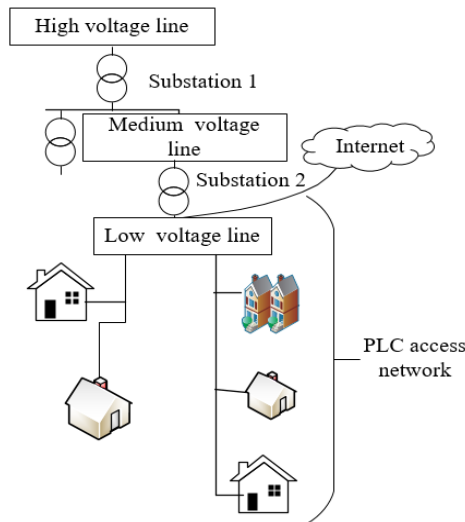 High voltage line
Substation 1
Medium voltage
line
Internet
Substation 2
Low voltage line
PLC access
network